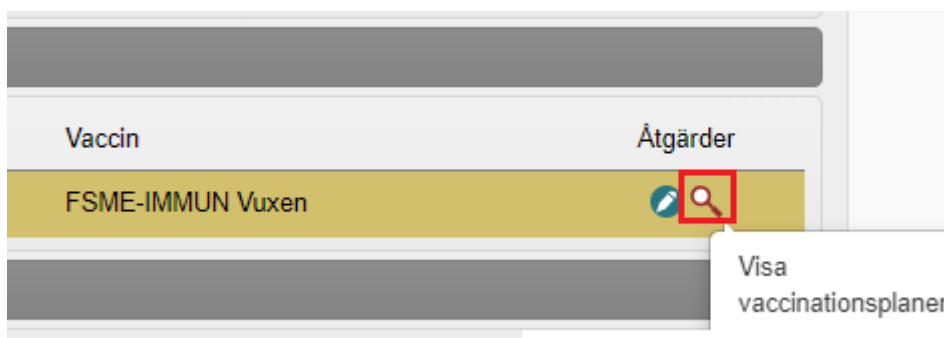 Vaccin Åtgärder
FSME-IMMUN Vuxen
Visa
vaccinationsplaner